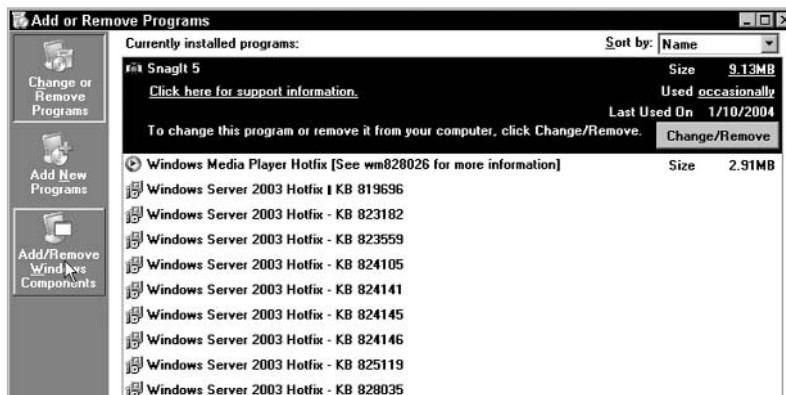 Add or Remove Programs
Change or
Remove
Programs
Add New
Programs
Add/Remove
Windows
Components
Currently installed programs:
Sort by: Name
SnagIt 5
Size 9.13MB
Click here for support information.
Used occasionally
Last Used On 1/10/2004
To change this program or remove it from your computer, click Change/Remove.
Change/Remove
Windows Media Player Hotfix [See wm828026 for more information]
Size 2.91MB
Windows Server 2003 Hotfix - KB 819696
Windows Server 2003 Hotfix - KB 823182
Windows Server 2003 Hotfix - KB 823559
Windows Server 2003 Hotfix - KB 824105
Windows Server 2003 Hotfix - KB 824141
Windows Server 2003 Hotfix - KB 824145
Windows Server 2003 Hotfix - KB 824146
Windows Server 2003 Hotfix - KB 825119
Windows Server 2003 Hotfix - KB 828035